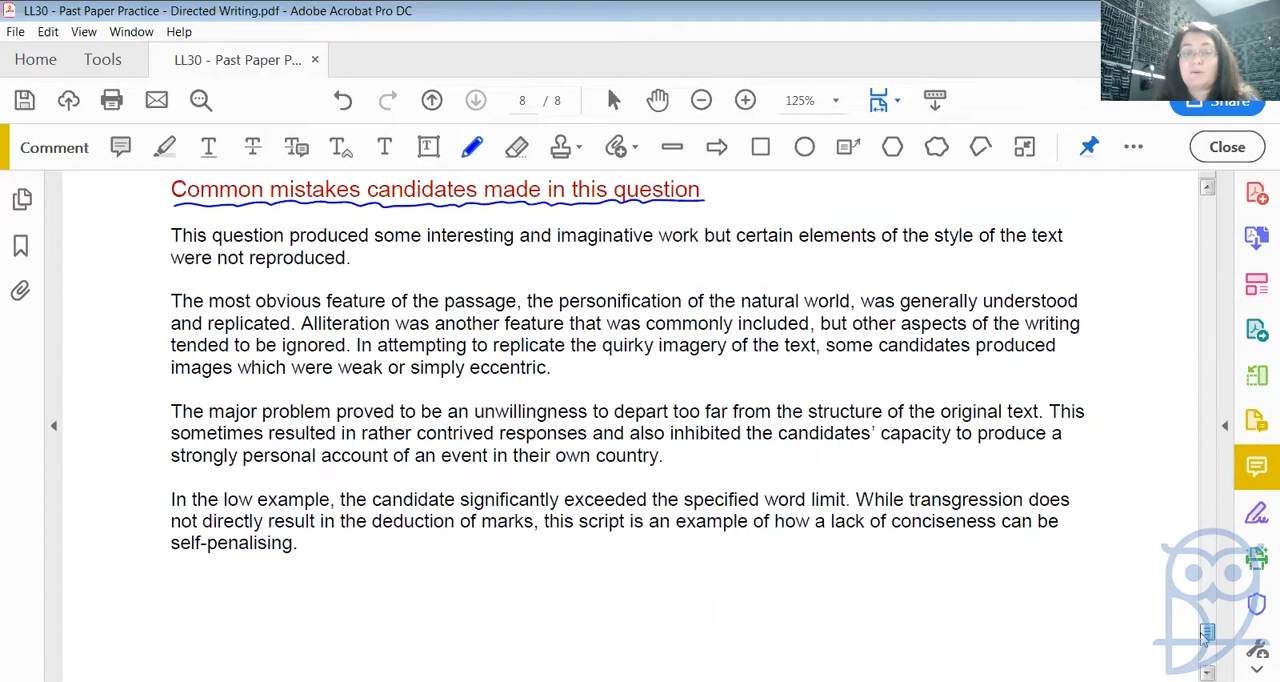 LL30 - Past Paper Practice - Directed Writing.pdf - Adobe Acrobat Pro DC
File Edit View Window Help
Home Tools LL30 - Past Paper P... ×
8 / 8 125%
Share
Comment Close
Common mistakes candidates made in this question
This question produced some interesting and imaginative work but certain elements of the style of the text
were not reproduced.
The most obvious feature of the passage, the personification of the natural world, was generally understood
and replicated. Alliteration was another feature that was commonly included, but other aspects of the writing
tended to be ignored. In attempting to replicate the quirky imagery of the text, some candidates produced
images which were weak or simply eccentric.
The major problem proved to be an unwillingness to depart too far from the structure of the original text. This
sometimes resulted in rather contrived responses and also inhibited the candidates’ capacity to produce a
strongly personal account of an event in their own country.
In the low example, the candidate significantly exceeded the specified word limit. While transgression does
not directly result in the deduction of marks, this script is an example of how a lack of conciseness can be
self-penalising.